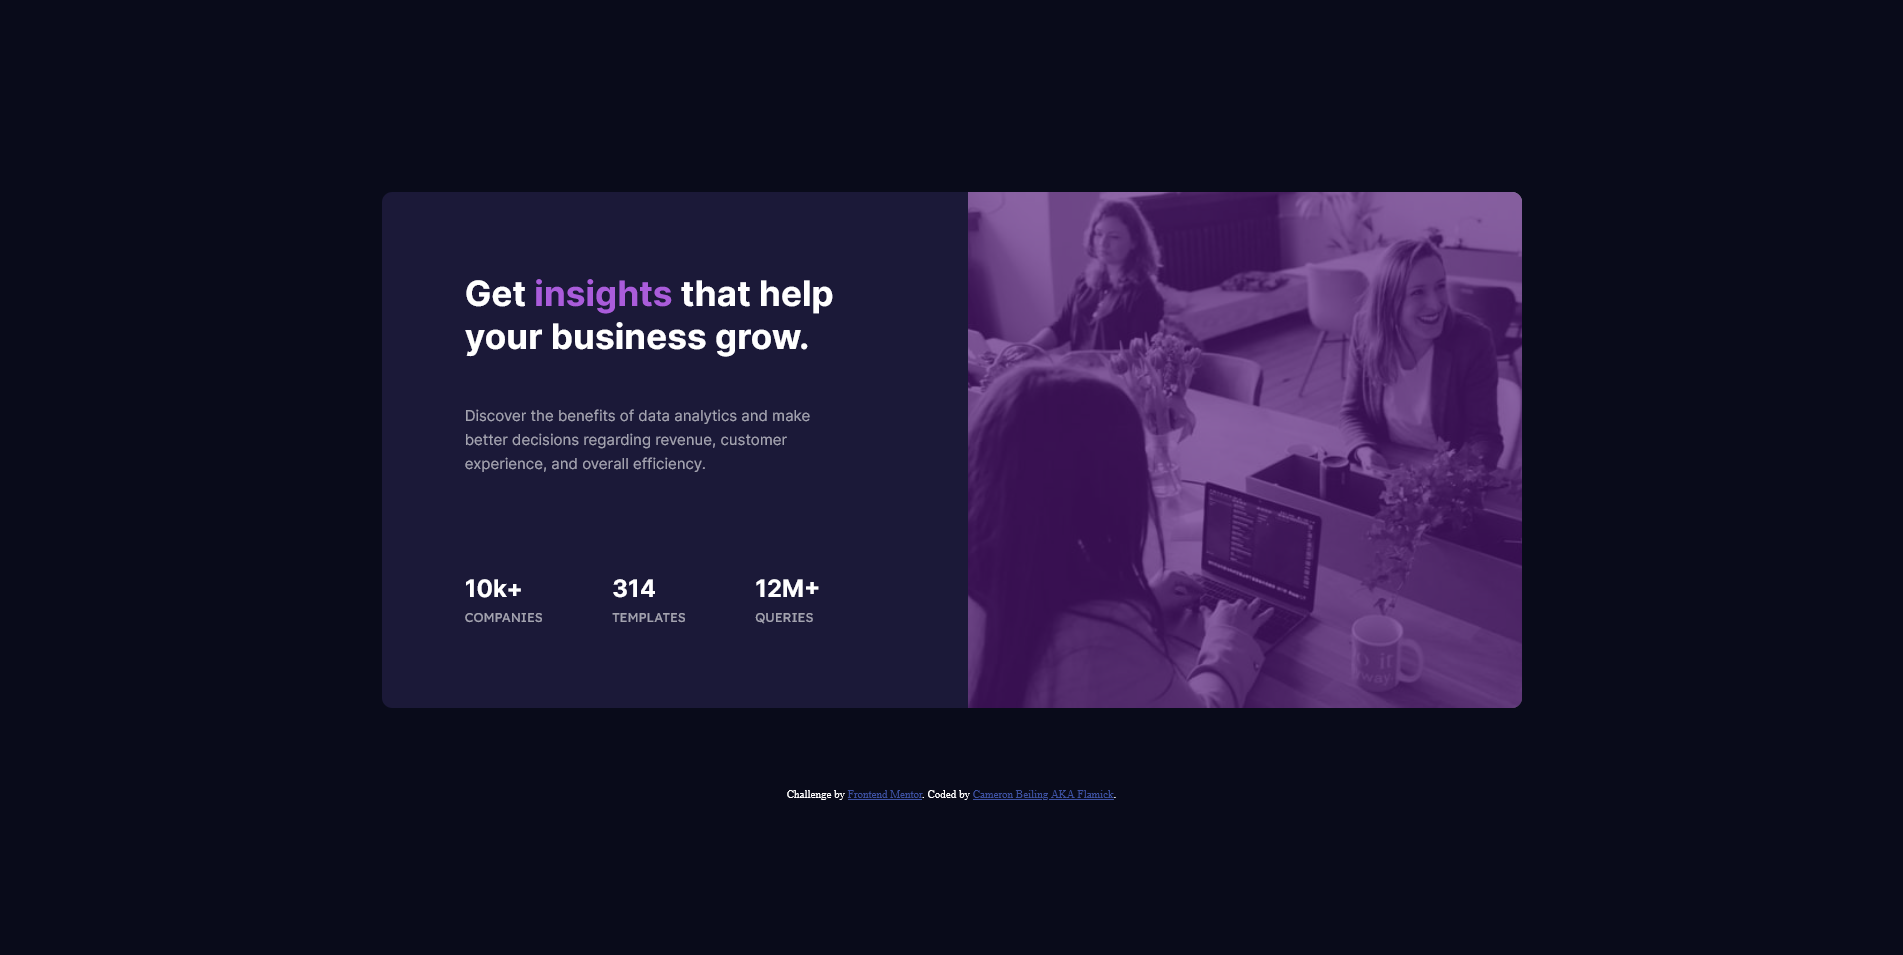 Get insights that help
your business grow.
Discover the benefits of data analytics and make
better decisions regarding revenue, customer
experience, and overall efficiency.
10k+ 314 12M+
COMPANIES TEMPLATES QUERIES
Challenge by Frontend Mentor. Coded by Cameron Beiling AKA Flamick.